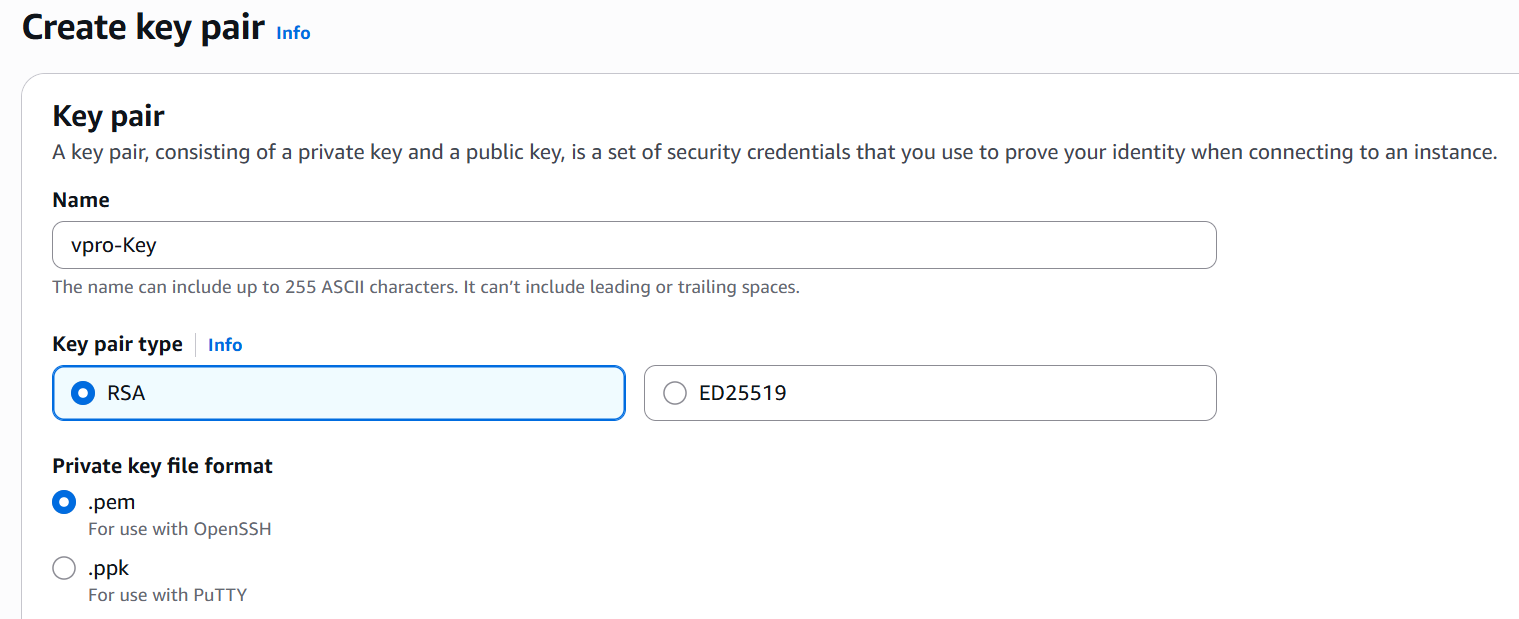 Create key pair Info
Key pair
A key pair, consisting of a private key and a public key, is a set of security credentials that you use to prove your identity when connecting to an instance.
Name
vpro-Key
The name can include up to 255 ASCII characters. It can’t include leading or trailing spaces.
Key pair type Info
RSA ED25519
Private key file format
.pem
For use with OpenSSH
.ppk
For use with PuTTY